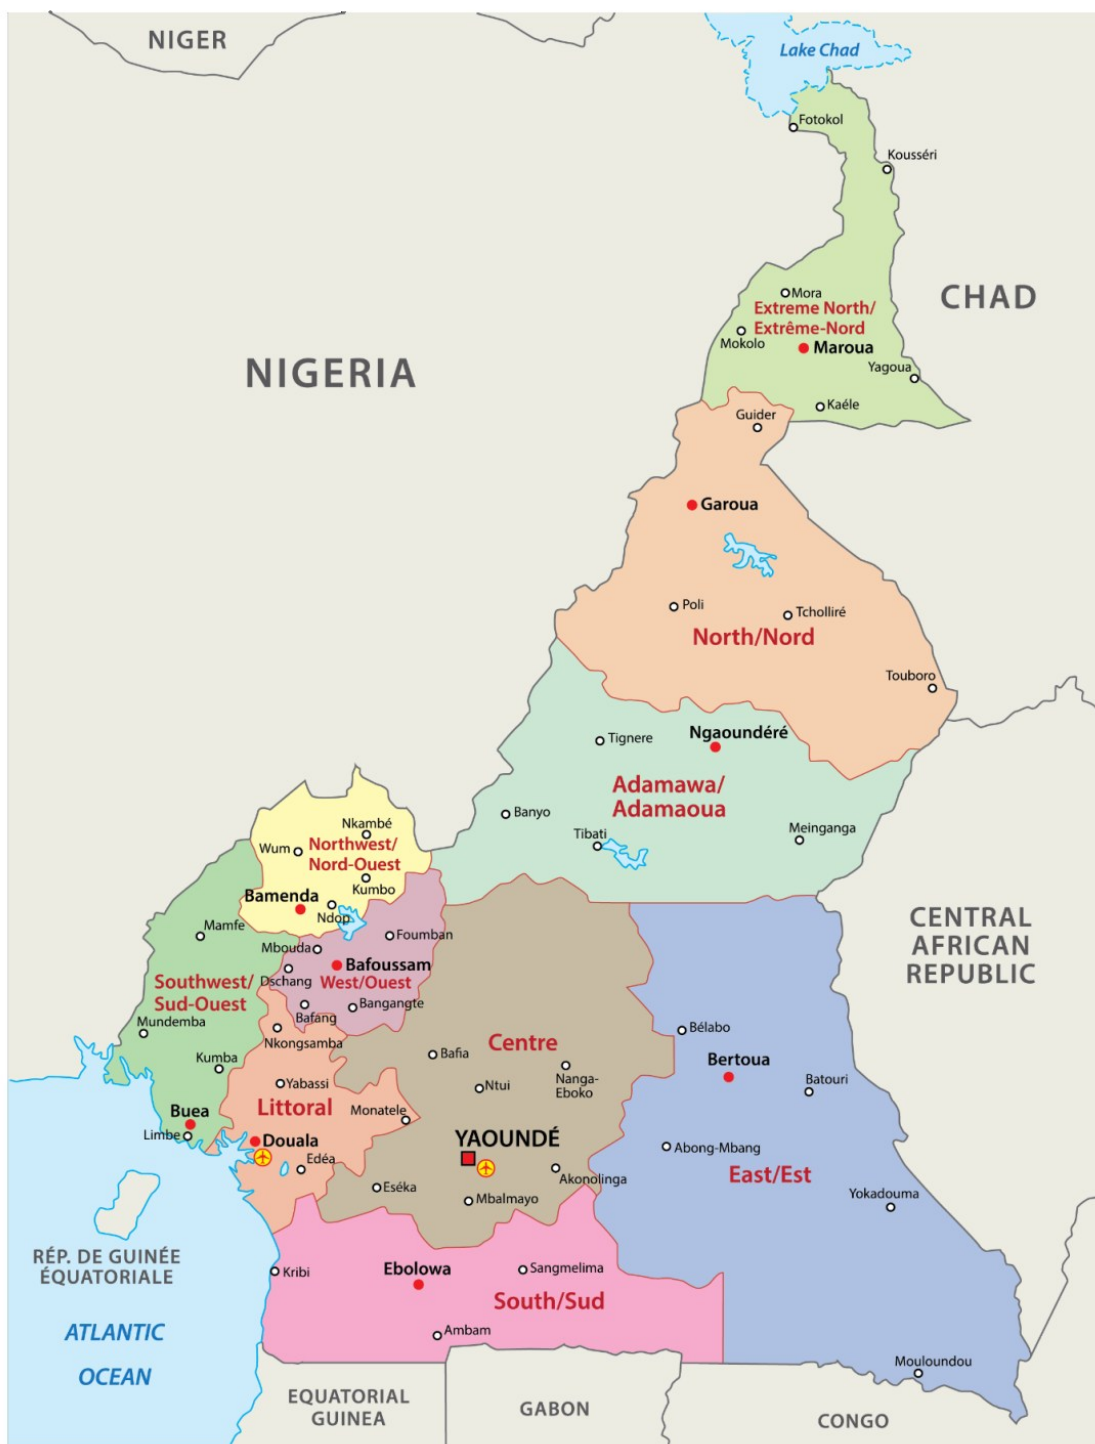 NIGER
Lake Chad
Fotokol
Kousséri
CHAD
Mora
Extreme North/
Extrême-Nord
Mokolo
Maroua
NIGERIA
Yagoua
Kaéle
Guider
Garoua
Poli
Tcholliré
North/Nord
Touboro
Ngaoundéré
Tignere
Adamawa/
Adamaoua
Banyo
Tibati
Meinganga
Nkambé
Wum
Northwest/
Nord-Ouest
Kumbo
Bamenda
Ndop
CENTRAL
AFRICAN
REPUBLIC
Mamfe
Foumban
Mbouda
Bafoussam
Dschang
West/Ouest
Southwest/
Sud-Ouest
Bangangte
Bafang
Mundemba
Nkongsamba
Bélabo
Centre
Bafia
Kumba
Bertoua
Nanga-
Eboko
Yabassi
Ntui
Batouri
Littoral
Monatele
Buea
Limbe
Douala
YAOUNDÉ
Abong-Mbang
Edéa
East/Est
Akonolinga
Eséka
Mbalmayo
Yokadouma
RÉP. DE GUINÉE
ÉQUATORIALE
Kribi
Ebolowa
Sangmelima
South/Sud
ATLANTIC
OCEAN
Ambam
Mouloundou
EQUATORIAL
GUINEA
GABON
CONGO